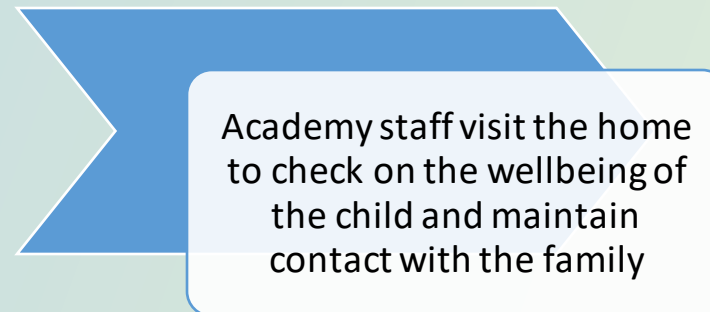 Academy staff visit the home
to check on the wellbeing of
the child and maintain
contact with the family